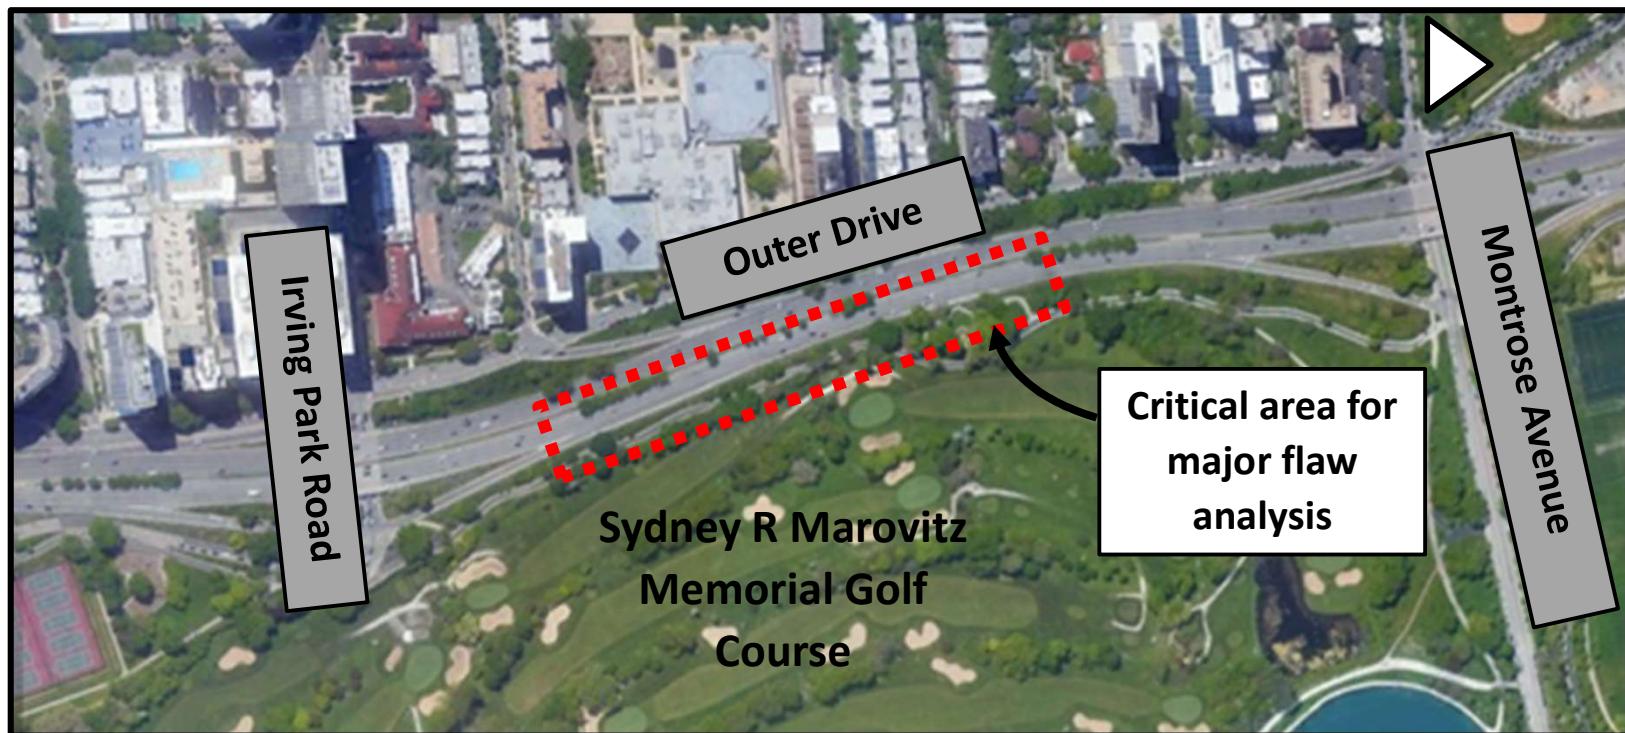 Outer Drive
Irving Park Road
Montrose Avenue
Critical area for
major flaw
analysis
Sydney R Marovitz
Memorial Golf
Course